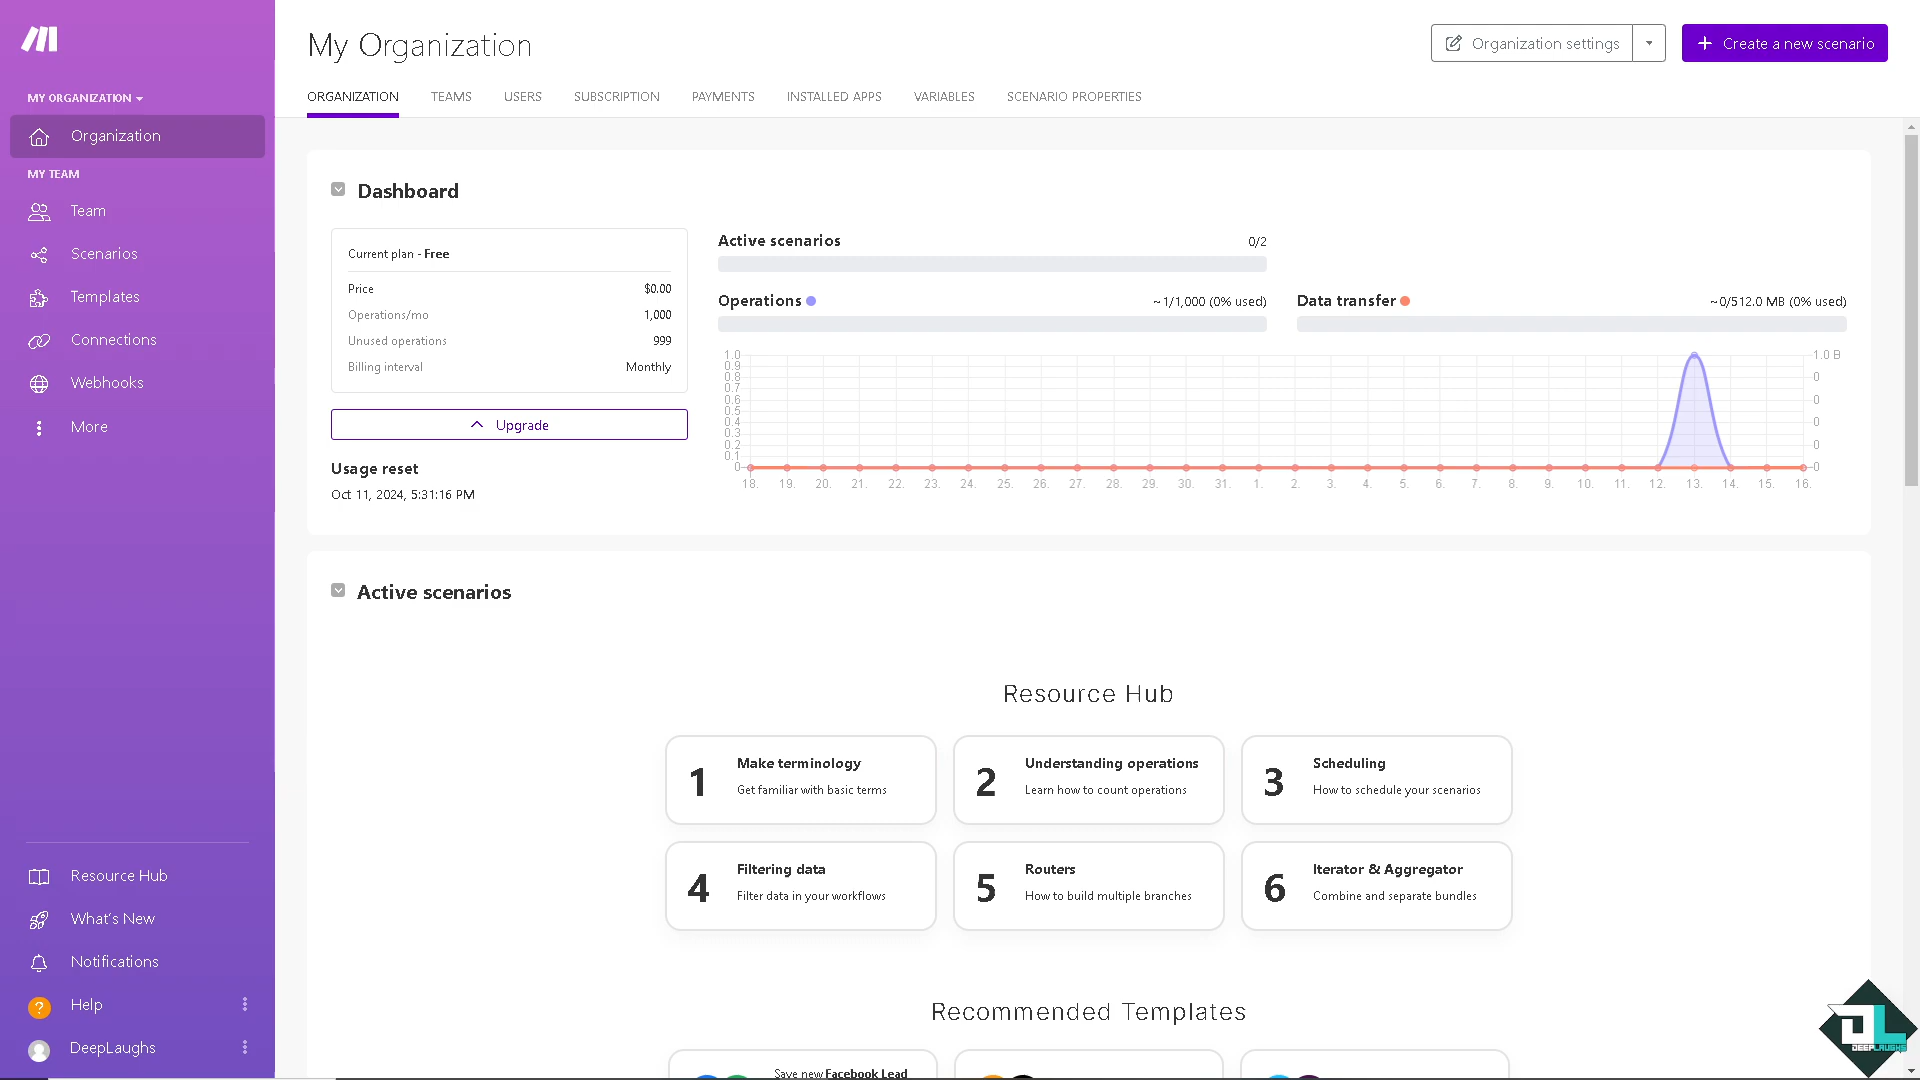 My Organization
Organization settings
Create a new scenario
MY ORGANIZATION
ORGANIZATION TEAMS USERS SUBSCRIPTION PAYMENTS INSTALLED APPS VARIABLES SCENARIO PROPERTIES
Organization
MY TEAM
Team
Scenarios
Templates
Connections
Webhooks
More
Resource Hub
What's New
Notifications
? Help
DeepLaughs
Dashboard
Current plan - Free
Price $0.00
Operations/mo 1,000
Unused operations 999
Billing interval Monthly
Upgrade
Usage reset
Oct 11, 2024, 5:31:16 PM
Active scenarios 0/2
Operations ~1/1,000 (0% used)
Data transfer ~0/512.0 MB (0% used)
1.0 1.0 B
0.9
0.8 0
0.7
0.6 0
0.5
0.4 0
0.3
0.2 0
0.1
0 0
18. 19. 20. 21. 22. 23. 24. 25. 26. 27. 28. 29. 30. 31. 1. 2. 3. 4. 5. 6. 7. 8. 9. 10. 11. 12. 13. 14. 15. 16.
Active scenarios
Resource Hub
1 Make terminology
Get familiar with basic terms
2 Understanding operations
Learn how to count operations
3 Scheduling
How to schedule your scenarios
4 Filtering data
Filter data in your workflows
5 Routers
How to build multiple branches
6 Iterator & Aggregator
Combine and separate bundles
Recommended Templates
Save new Facebook Lead
DL
DEEPLAUGHS